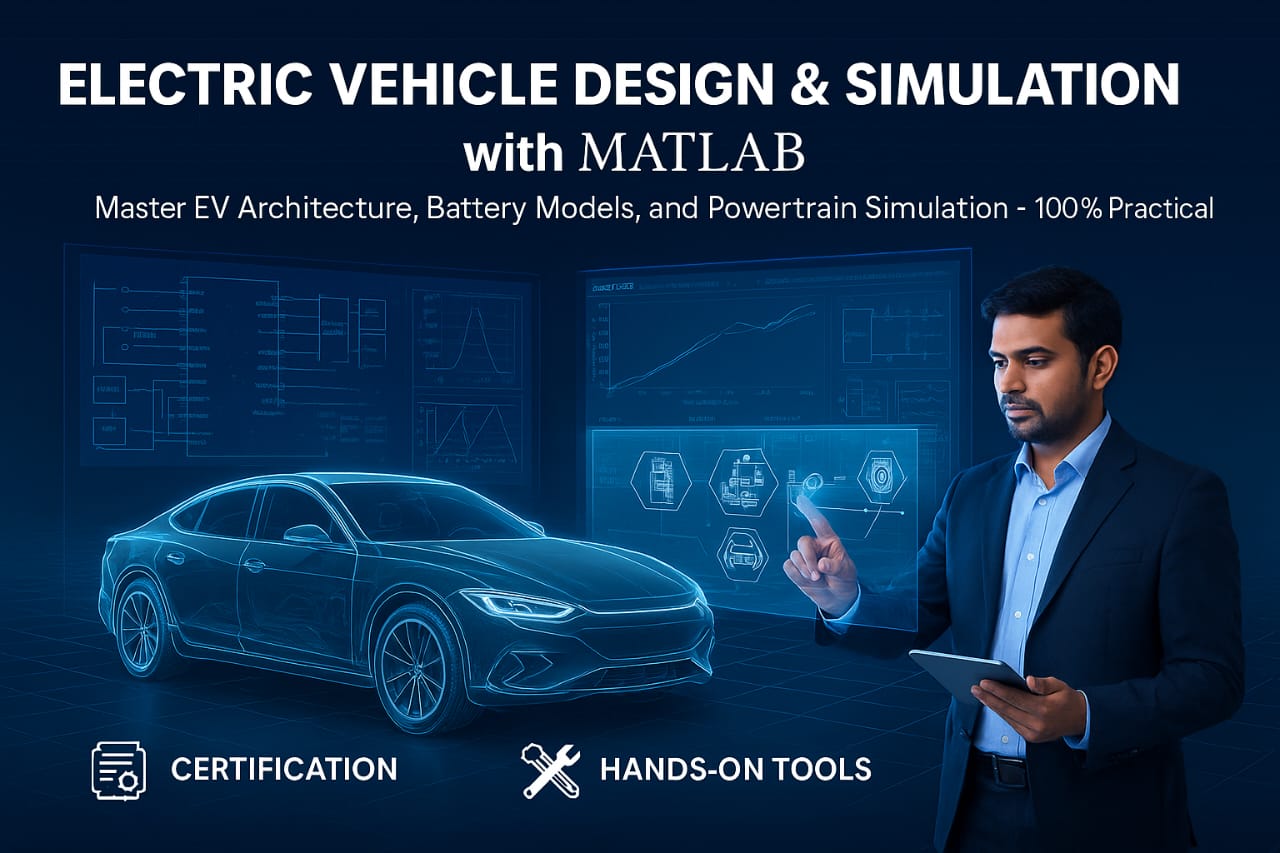 ELECTRIC VEHICLE DESIGN & SIMULATION
with MATLAB
Master EV Architecture, Battery Models, and Powertrain Simulation - 100% Practical
CERTIFICATION
HANDS-ON TOOLS